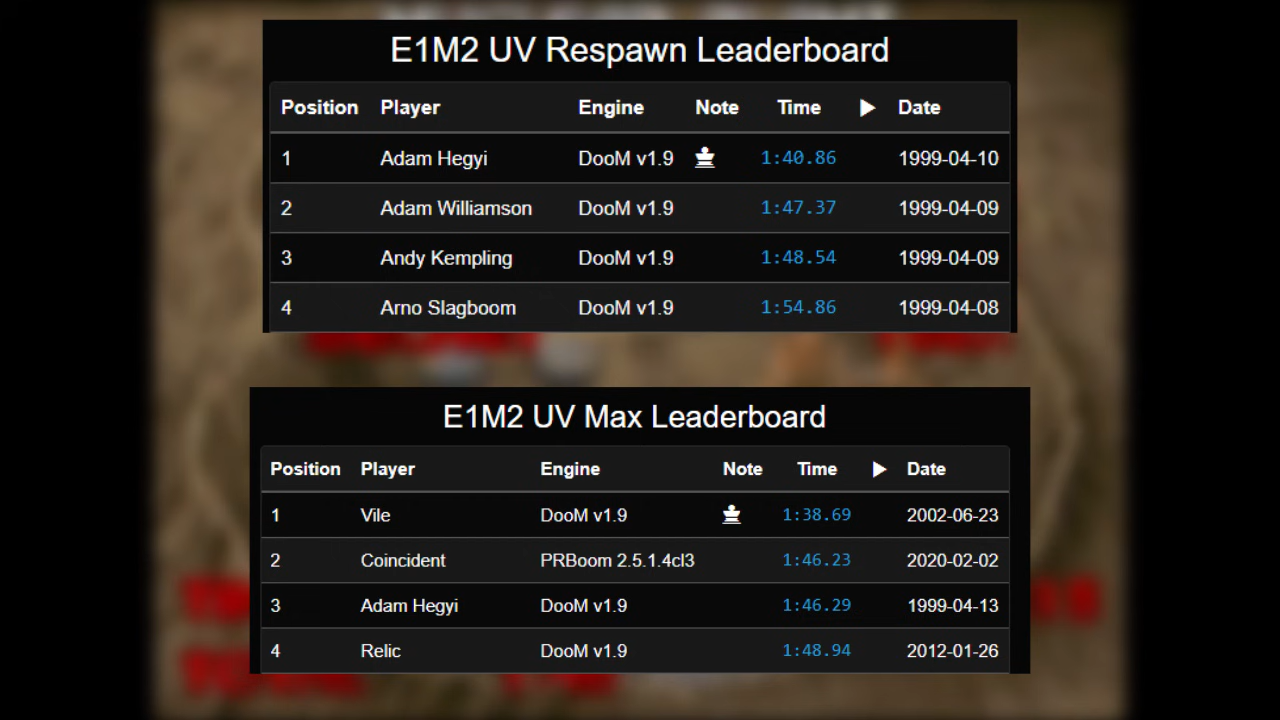 E1M2 UV Respawn Leaderboard
Position Player Engine Note Time Date
1 Adam Hegyi DooM v1.9 1:40.86 1999-04-10
2 Adam Williamson DooM v1.9 1:47.37 1999-04-09
3 Andy Kempling DooM v1.9 1:48.54 1999-04-09
4 Arno Slagboom DooM v1.9 1:54.86 1999-04-08
E1M2 UV Max Leaderboard
Position Player Engine Note Time Date
1 Vile DooM v1.9 1:38.69 2002-06-23
2 Coincident PRBoom 2.5.1.4cl3 1:46.23 2020-02-02
3 Adam Hegyi DooM v1.9 1:46.29 1999-04-13
4 Relic DooM v1.9 1:48.94 2012-01-26